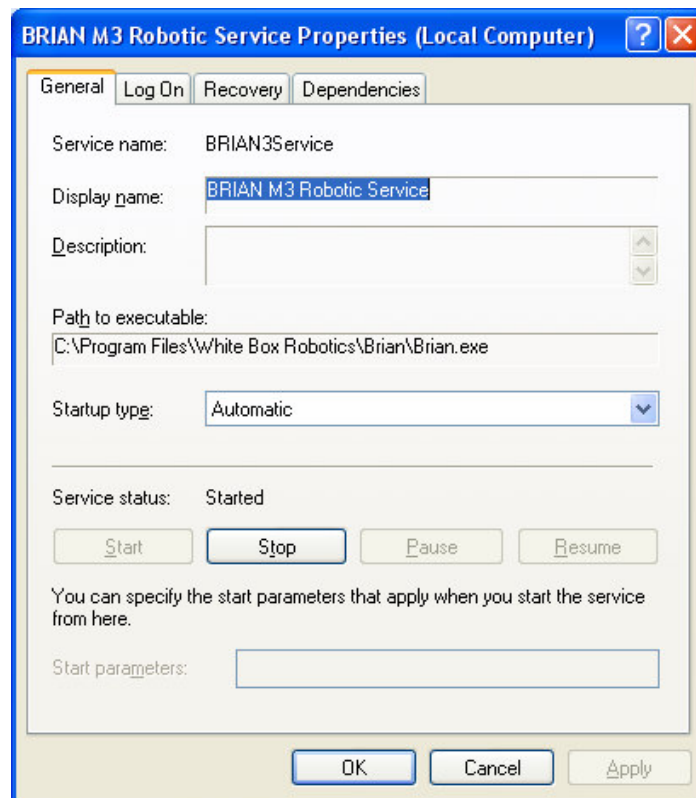 BRIAN M3 Robotic Service Properties (Local Computer)
General Log On Recovery Dependencies
Service name: BRIAN3Service
Display name: BRIAN M3 Robotic Service
Description:
Path to executable:
C:\Program Files\White Box Robotics\Brian\Brian.exe
Startup type: Automatic
Service status: Started
Start Stop Pause Resume
You can specify the start parameters that apply when you start the service
from here.
Start parameters:
OK Cancel Apply